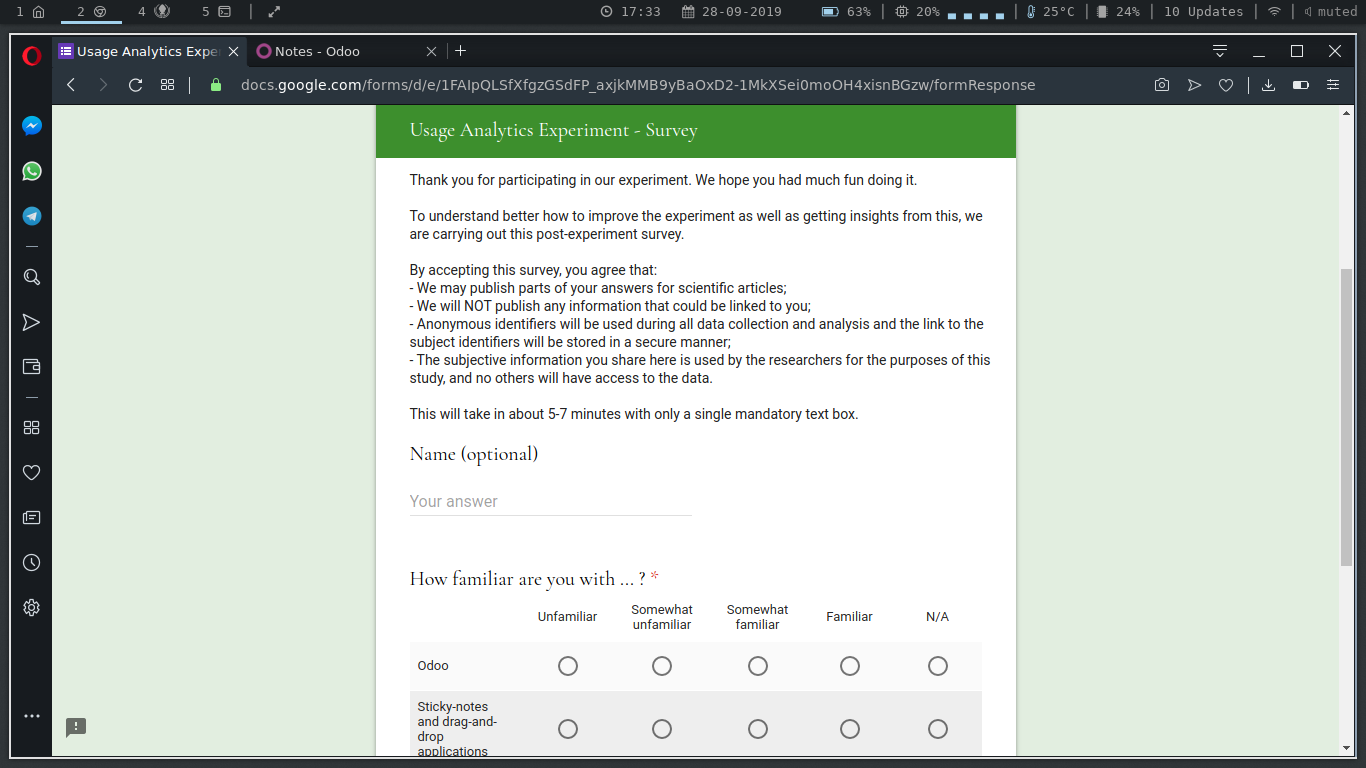 1 2 4 5 17:33 28-09-2019 63% 20% 25°C 24% 10 Updates muted
Usage Analytics Expe
Notes - Odoo
docs.google.com/forms/d/e/1FAIpQLSfXfgzGSdFP_axjkMMB9yBaOxD2-1MkXSei0moOH4xisnBGzw/formResponse
Usage Analytics Experiment - Survey
Thank you for participating in our experiment. We hope you had much fun doing it.
To understand better how to improve the experiment as well as getting insights from this, we
are carrying out this post-experiment survey.
By accepting this survey, you agree that:
- We may publish parts of your answers for scientific articles;
- We will NOT publish any information that could be linked to you;
- Anonymous identifiers will be used during all data collection and analysis and the link to the
subject identifiers will be stored in a secure manner;
- The subjective information you share here is used by the researchers for the purposes of this
study, and no others will have access to the data.
This will take in about 5-7 minutes with only a single mandatory text box.
Name (optional)
Your answer
How familiar are you with ... ? *
Unfamiliar
Somewhat
unfamiliar
Somewhat
familiar
Familiar
N/A
Odoo
Sticky-notes
and drag-and-
drop
applications